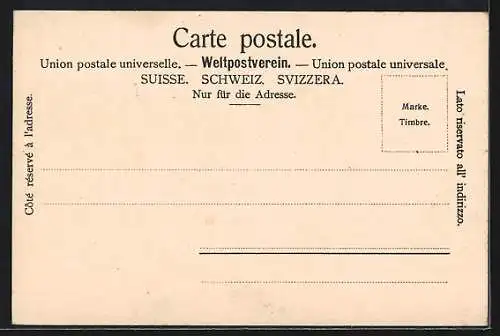 Carte postale.
Union postale universelle. — Weltpostverein. — Union postale universale.
SUISSE. SCHWEIZ. SVIZZERA.
Nur für die Adresse.
Marke.
Timbre.
Côté réservé à l'adresse.
Lato riservato all' indirizzo.